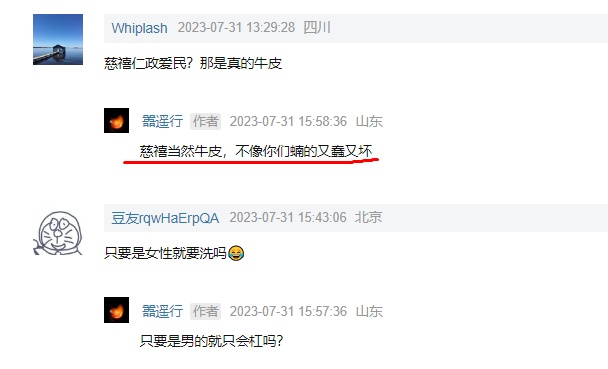 Whiplash 2023-07-31 13:29:28 四川
慈禧仁政爱民？那是真的牛皮
嚣遥行 作者 2023-07-31 15:58:36 山东
慈禧当然牛皮，不像你们蝻的又蠢又坏
豆友rqwHaErpQA 2023-07-31 15:43:06 北京
只要是女性就要洗吗😂
嚣遥行 作者 2023-07-31 15:57:36 山东
只要是男的就只会杠吗?